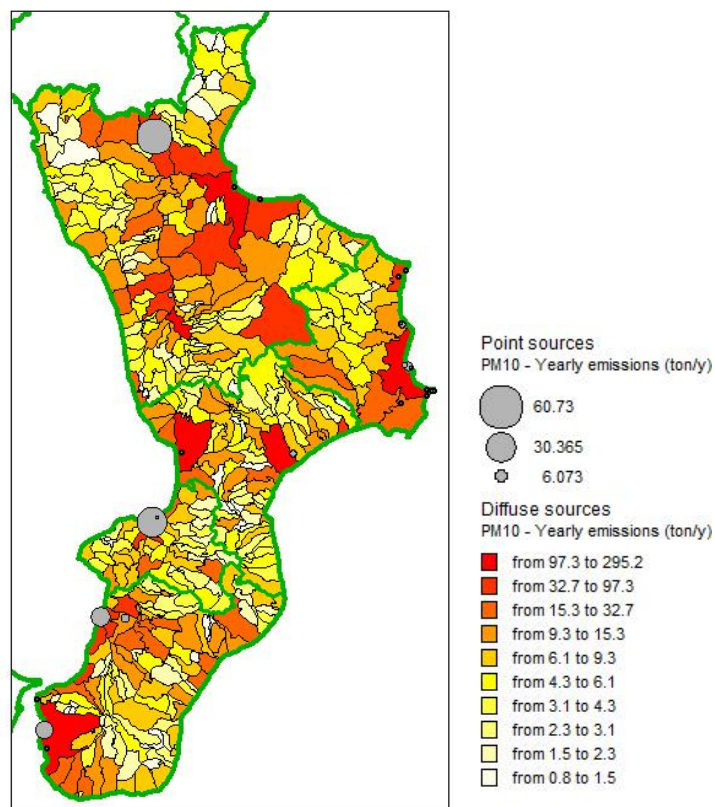 Point sources
PM10 - Yearly emissions (ton/y)
60.73
30.365
6.073
Diffuse sources
PM10 - Yearly emissions (ton/y)
from 97.3 to 295.2
from 32.7 to 97.3
from 15.3 to 32.7
from 9.3 to 15.3
from 6.1 to 9.3
from 4.3 to 6.1
from 3.1 to 4.3
from 2.3 to 3.1
from 1.5 to 2.3
from 0.8 to 1.5